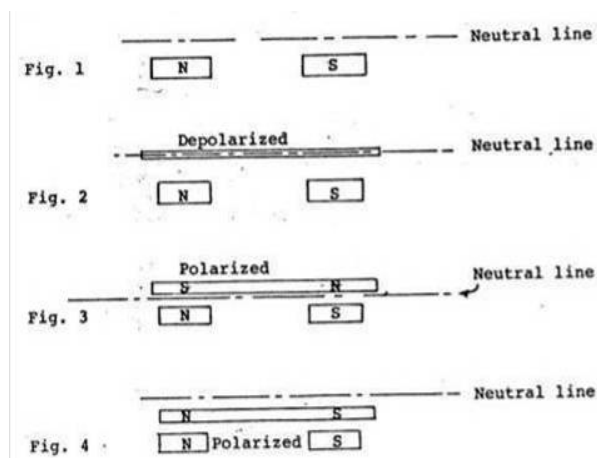 Neutral line
Fig. 1 N S
Depolarized
Neutral line
Fig. 2 N S
Polarized
Neutral line
S N
Fig. 3 N S
Neutral line
N S
Fig. 4 N Polarized S